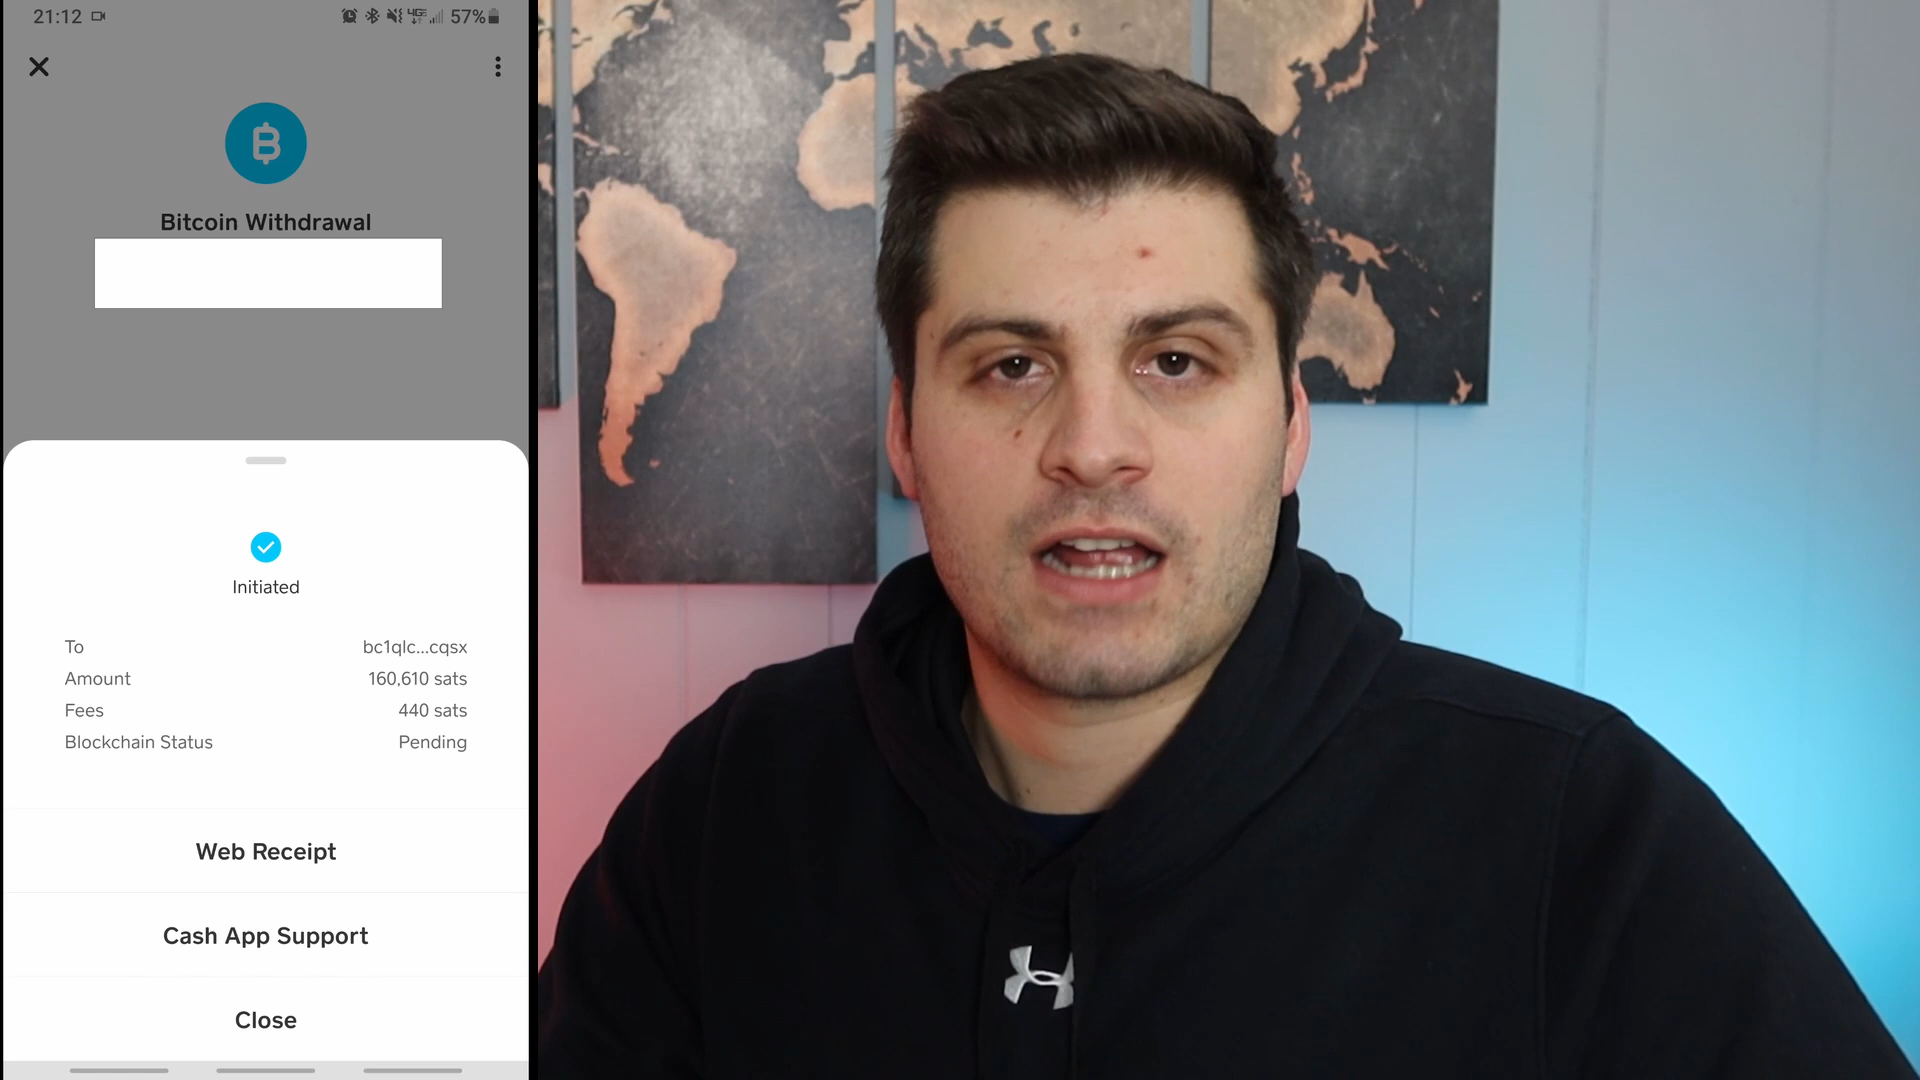 21:12
4G 57%
Bitcoin Withdrawal
Initiated
To bc1qlc...cqsx
Amount 160,610 sats
Fees 440 sats
Blockchain Status Pending
Web Receipt
Cash App Support
Close